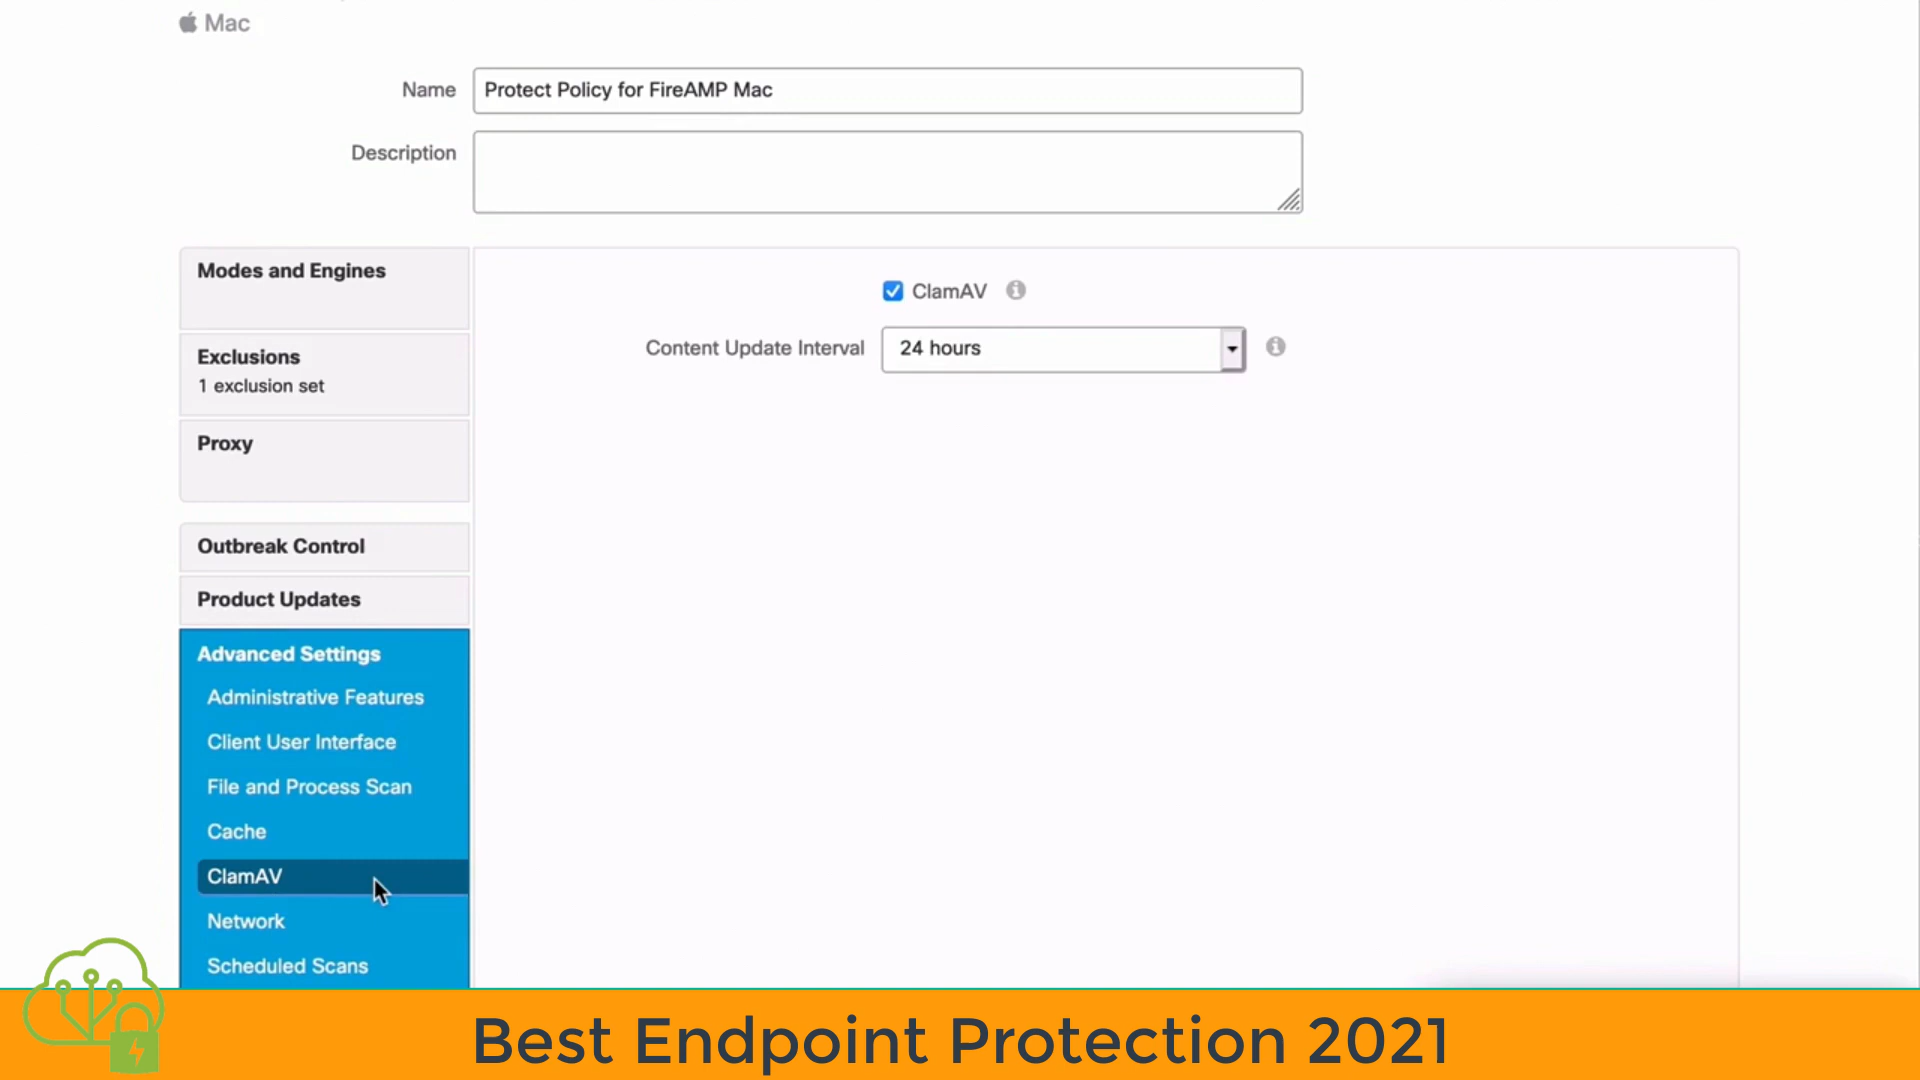 Mac
Name
Protect Policy for FireAMP Mac
Description
Modes and Engines
Exclusions
1 exclusion set
Proxy
Outbreak Control
Product Updates
Advanced Settings
Administrative Features
Client User Interface
File and Process Scan
Cache
ClamAV
Network
Scheduled Scans
ClamAV
Content Update Interval
24 hours
Best Endpoint Protection 2021